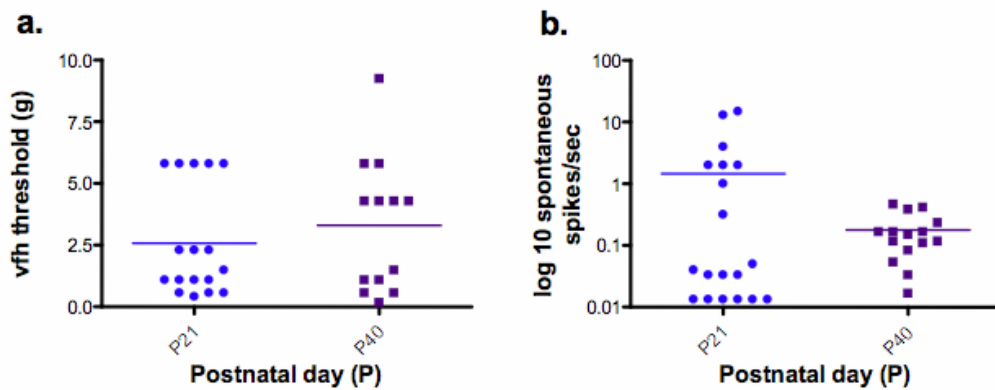 a.
vfh threshold (g)
10.0
7.5
5.0
2.5
0.0
P21
P40
Postnatal day (P)
b.
log 10 spontaneous
spikes/sec
100
10
1
0.1
0.01
P21
P40
Postnatal day (P)